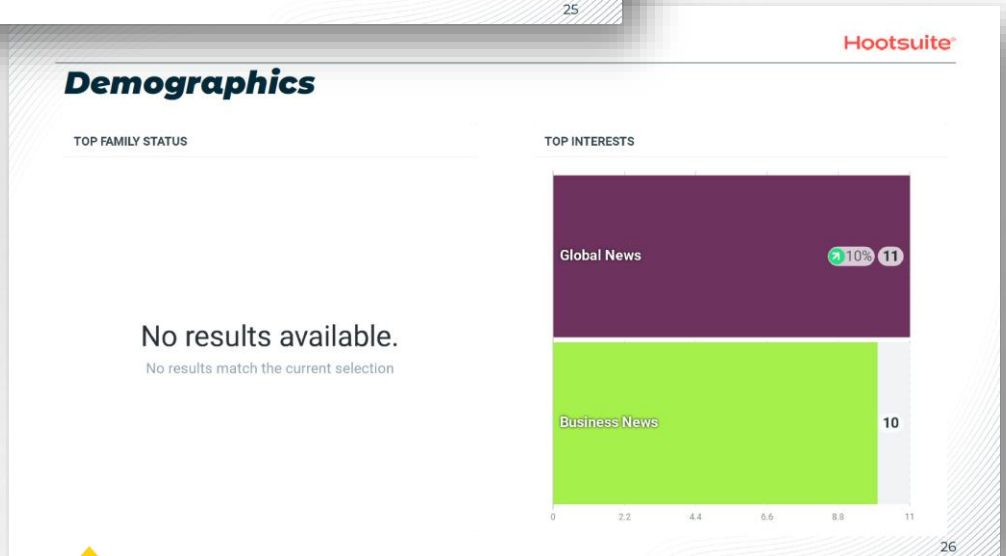 25
Hootsuite®
Demographics
TOP FAMILY STATUS
No results available.
No results match the current selection
TOP INTERESTS
Global News
10% 11
Business News
10
0 2.2 4.4 6.6 8.8 11
26